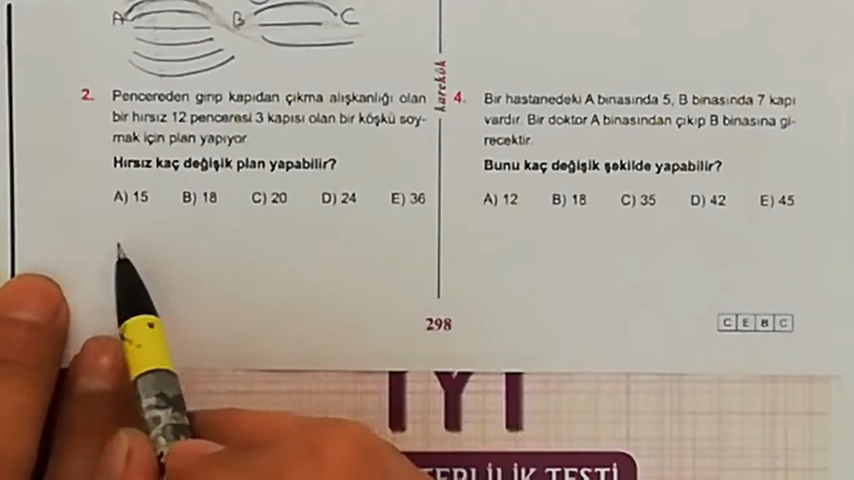 A B C
2. Pencereden girip kapıdan çıkma alışkanlığı olan
bir hırsız 12 penceresi 3 kapısı olan bir köşkü soy-
mak için plan yapıyor.
Hırsız kaç değişik plan yapabilir?
A) 15 B) 18 C) 20 D) 24 E) 36
karekök
4. Bir hastanedeki A binasında 5, B binasında 7 kapı
vardır. Bir doktor A binasından çıkıp B binasına gi-
recektir.
Bunu kaç değişik şekilde yapabilir?
A) 12 B) 18 C) 35 D) 42 E) 45
298
C E B C
TYT
TERLİLİK TESTİ